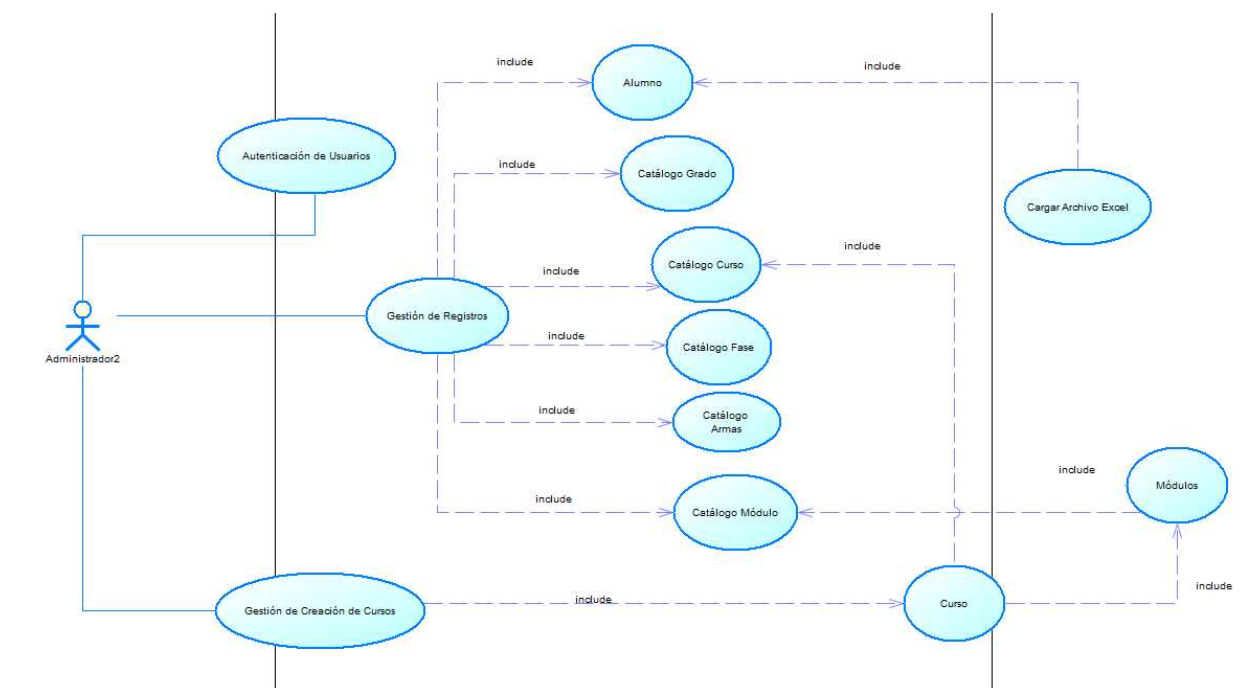 include
Alumno
include
Autenticación de Usuarios
include
Catálogo Grado
Cargar Archivo Excel
include
Catálogo Curso
include
Gestión de Registros
include
Catálogo Fase
Administrador2
include
Catálogo
Armas
include
Módulos
include
Catálogo Módulo
include
Gestión de Creación de Cursos
include
Curso